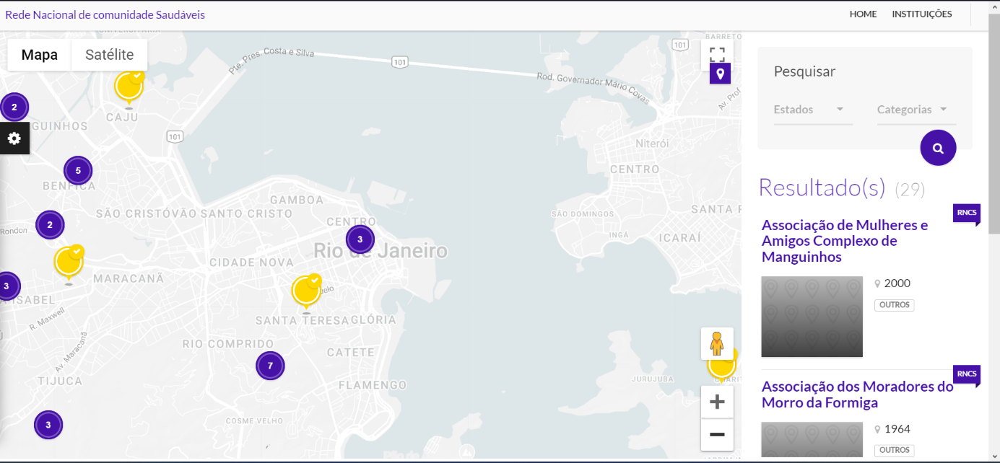 Rede Nacional de comunidade Saudáveis
HOME
INSTITUIÇÕES
Mapa
Satélite
BARRETO
101
Pte. Pres. Costa e Silva
101
Rod. Governador Mário Covas
Av. Prof
2
CAJU
GUINHOS
101
Niterói
CENTRO
5
BENFICA
GAMBOA
SÃO CRISTÓVÃO
SANTO CRISTO
CENTRO
SÃO DOMINGOS
SANTA R
2
Rondon
3
INGÁ
ICARAÍ
Rio de Janeiro
CIDADE NOVA
MARACANÃ
3
ISABEL
elo
R. Maxwell
SANTA TERESA
GLÓRIA
Av. Maracanã
RIO COMPRIDO
CATETE
7
TIJUCA
FLAMENGO
JURUJUBA
CHARIT
3
COSME VELHO
Pesquisar
Estados
Categorias
Resultado(s) (29)
RNCS
Associação de Mulheres e
Amigos Complexo de
Manguinhos
2000
OUTROS
RNCS
Associação dos Moradores do
Morro da Formiga
1964
OUTROS